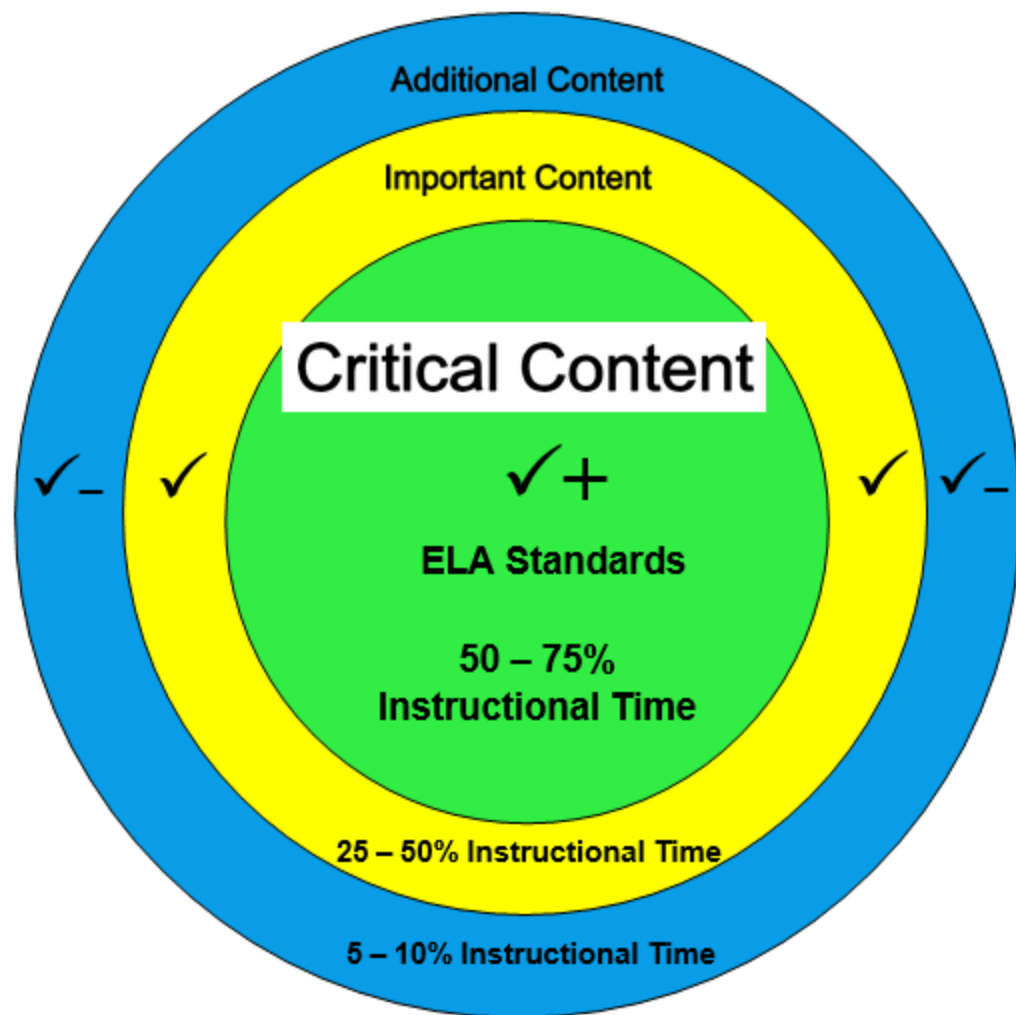 Additional Content
Important Content
Critical Content
✓– ✓ ✓+ ✓ ✓–
ELA Standards
50 – 75%
Instructional Time
25 – 50% Instructional Time
5 – 10% Instructional Time